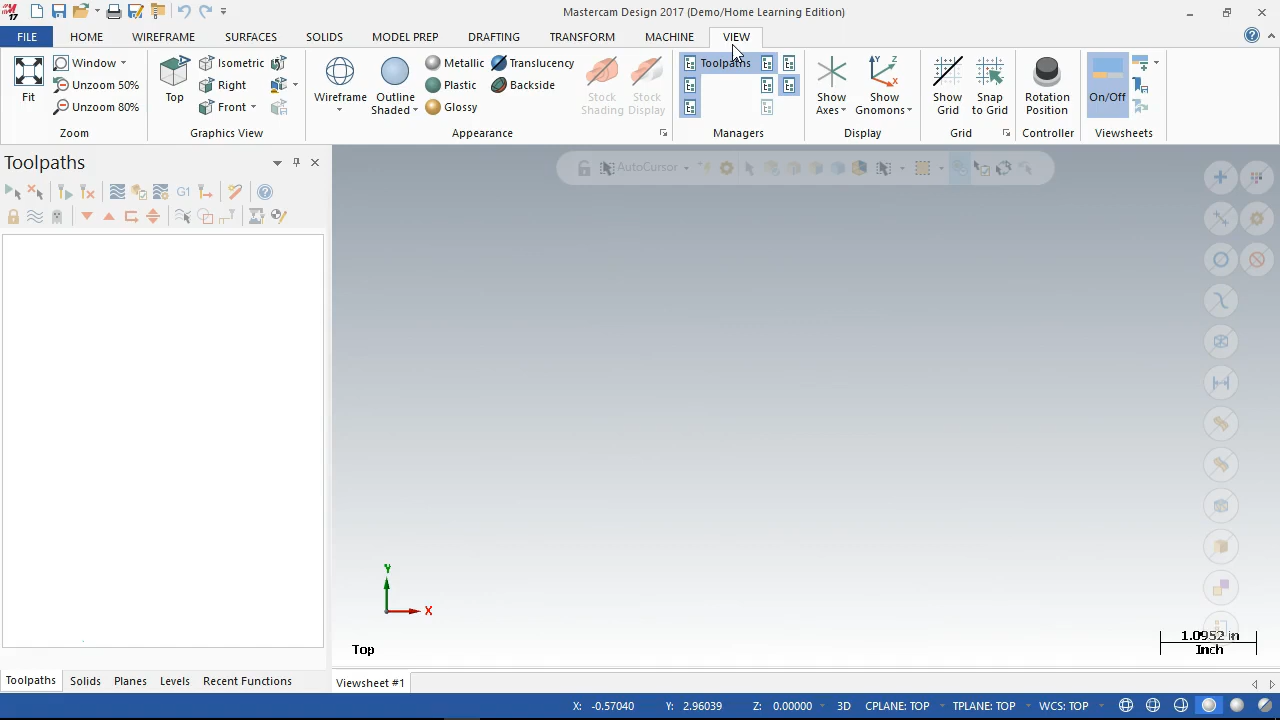 Mastercam Design 2017 (Demo/Home Learning Edition)
17
FILE HOME WIREFRAME SURFACES SOLIDS MODEL PREP DRAFTING TRANSFORM MACHINE VIEW
Fit
Window
Unzoom 50%
Unzoom 80%
Zoom
Top
Isometric
Right
Front
Graphics View
Wireframe
Outline Shaded
Metallic
Plastic
Glossy
Translucency
Backside
Stock Shading
Stock Display
Appearance
Toolpaths
Managers
Show Axes
Show Gnomons
Display
Show Grid
Snap to Grid
Grid
Rotation Position
Controller
On/Off
Viewsheets
Toolpaths
G1
AutoCursor
Y
X
Top
1.0952 in
Inch
Toolpaths Solids Planes Levels Recent Functions
Viewsheet #1
X: -0.57040 Y: 2.96039 Z: 0.00000 3D CPLANE: TOP TPLANE: TOP WCS: TOP